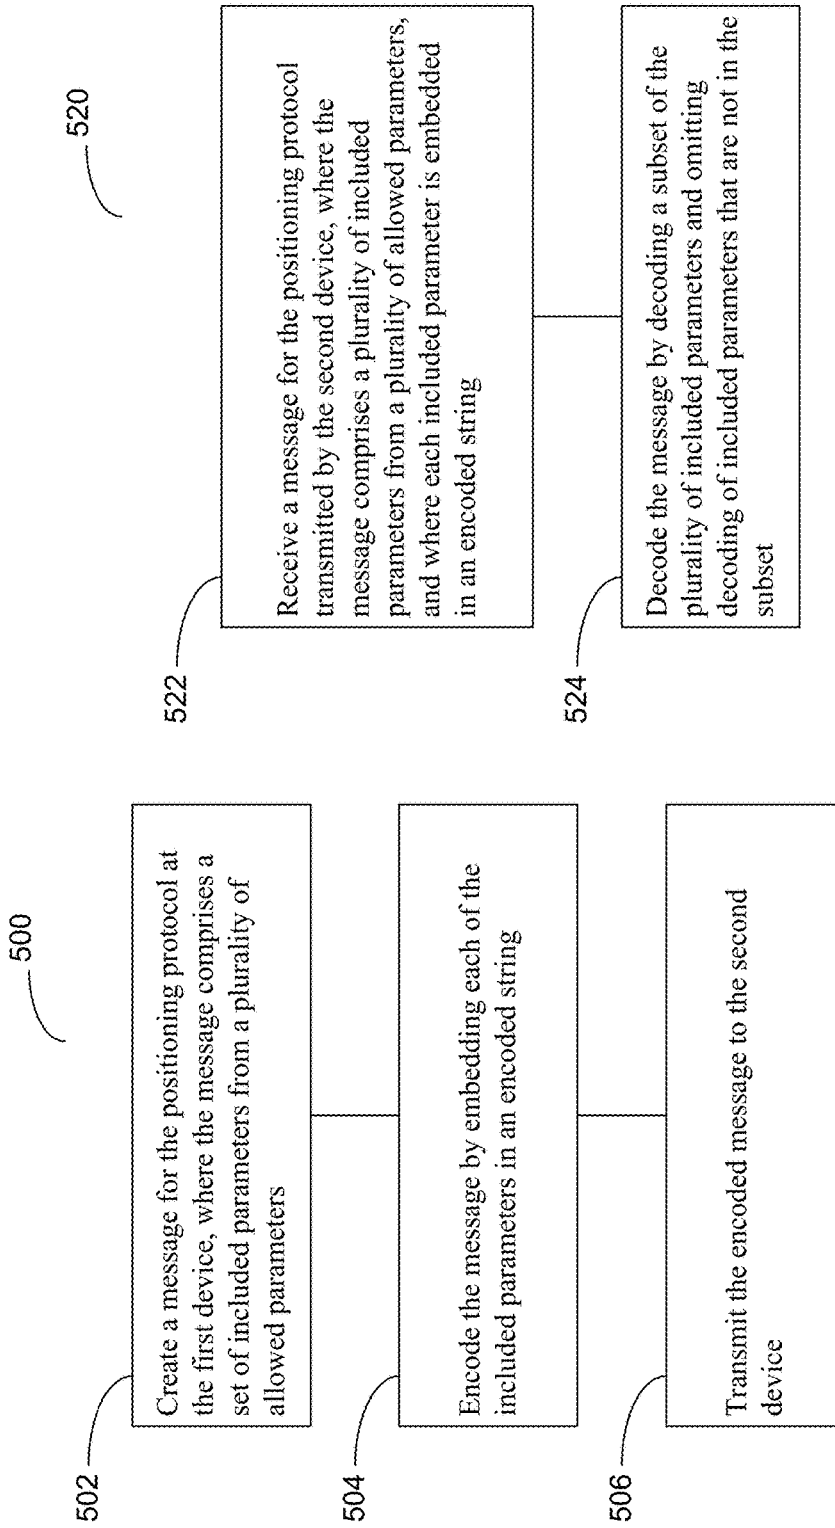 500
502
Create a message for the positioning protocol at
the first device, where the message comprises a
set of included parameters from a plurality of
allowed parameters
504
Encode the message by embedding each of the
included parameters in an encoded string
506
Transmit the encoded message to the second
device
520
522
Receive a message for the positioning protocol
transmitted by the second device, where the
message comprises a plurality of included
parameters from a plurality of allowed parameters,
and where each included parameter is embedded
in an encoded string
524
Decode the message by decoding a subset of the
plurality of included parameters and omitting
decoding of included parameters that are not in the
subset